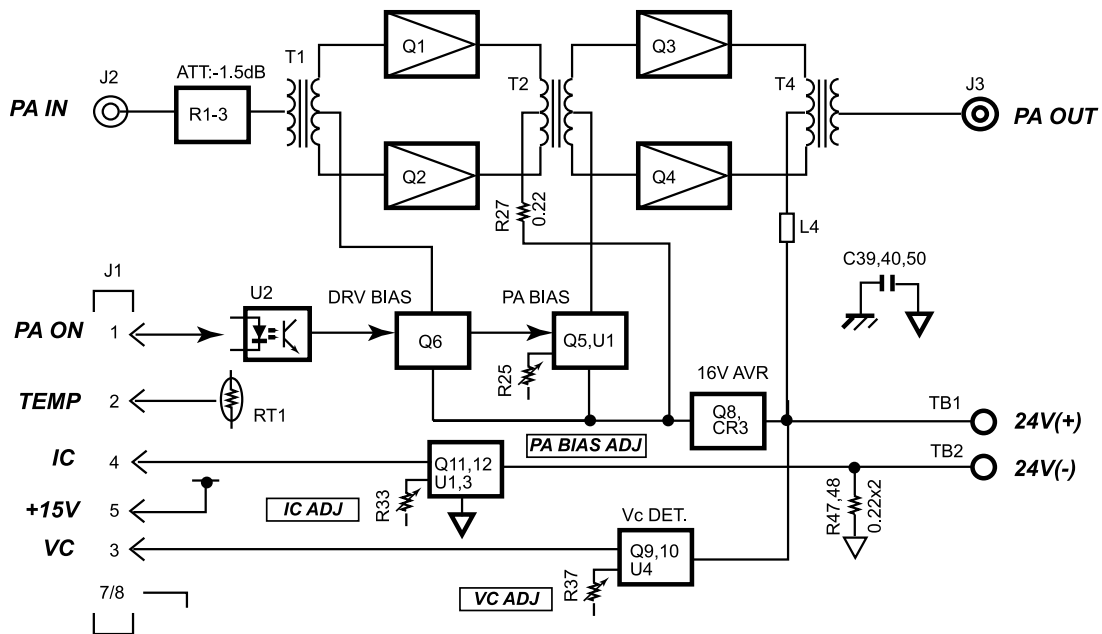 Q1
Q3
T1
ATT:-1.5dB
J2
T2
T4
J3
PA IN
R1-3
PA OUT
Q2
Q4
R27
0.22
L4
C39,40,50
J1
U2
DRV BIAS
PA BIAS
PA ON
1
Q6
Q5,U1
R25
16V AVR
TEMP
2
RT1
Q8,
CR3
TB1
24V(+)
PA BIAS ADJ
IC
4
Q11,12
U1,3
TB2
24V(-)
+15V
5
IC ADJ
R33
R47,48
0.22x2
Vc DET.
VC
3
Q9,10
U4
VC ADJ
R37
7/8